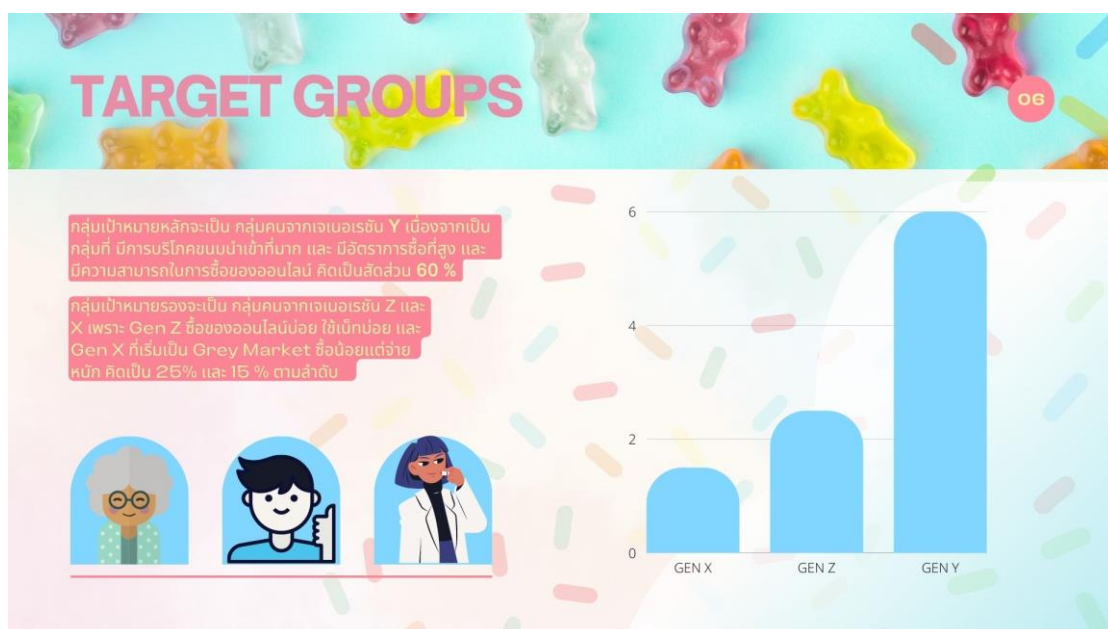 TARGET GROUPS
06
กลุ่มเป้าหมายหลักจะเป็น กลุ่มคนจากเจเนอเรชัน Y เนื่องจากเป็น
กลุ่มที่ มีการบริโภคขนมนำเข้าที่มาก และ มีอัตราการซื้อที่สูง และ
มีความสามารถในการซื้อของออนไลน์ คิดเป็นสัดส่วน 60 %
กลุ่มเป้าหมายรองจะเป็น กลุ่มคนจากเจเนอเรชัน Z และ
X เพราะ Gen Z ซื้อของออนไลน์บ่อย ใช้เน็ทบ่อย และ
Gen X ที่เริ่มเป็น Grey Market ซื้อน้อยแต่จ่าย
หนัก คิดเป็น 25% และ 15 % ตามลำดับ
6
4
2
0
GEN X
GEN Z
GEN Y